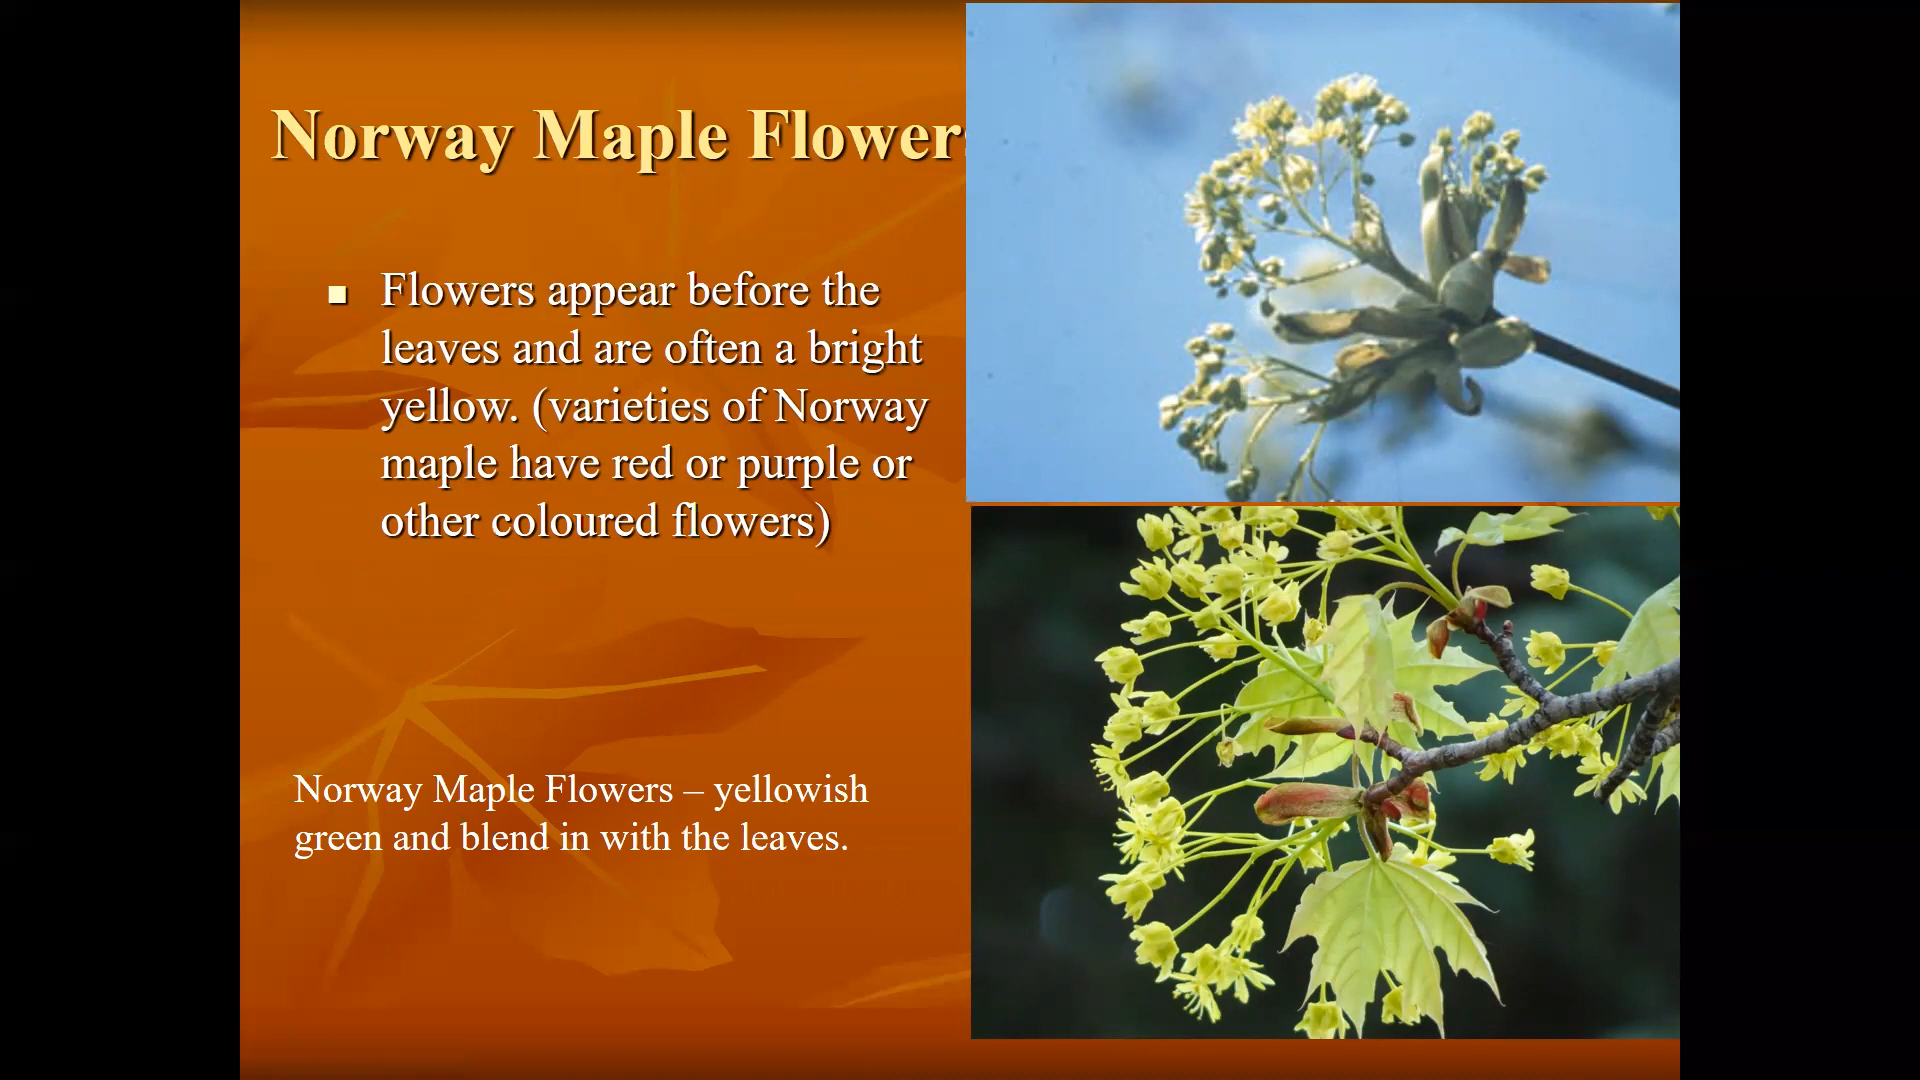 Norway Maple Flowers
Flowers appear before the
leaves and are often a bright
yellow. (varieties of Norway
maple have red or purple or
other coloured flowers)
Norway Maple Flowers – yellowish
green and blend in with the leaves.